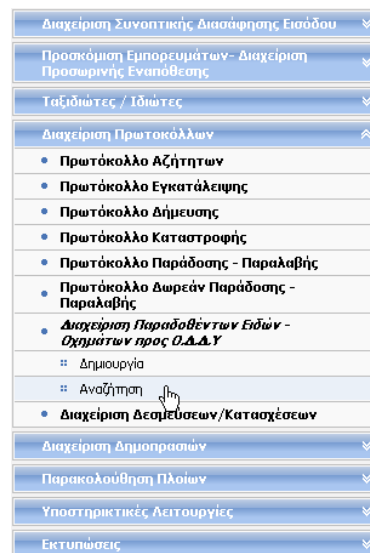 Διαχείριση Συνοπτικής Διασάφησης Εισόδου
Προσκόμιση Εμπορευμάτων- Διαχείριση
Προσωρινής Εναπόθεσης
Ταξιδιώτες / Ιδιώτες
Διαχείριση Πρωτοκόλλων
Πρωτόκολλο Αζήτητων
Πρωτόκολλο Εγκατάλειψης
Πρωτόκολλο Δήμευσης
Πρωτόκολλο Καταστροφής
Πρωτόκολλο Παράδοσης - Παραλαβής
Πρωτόκολλο Δωρεάν Παράδοσης -
Παραλαβής
Διαχείριση Παραδοθέντων Ειδών -
Οχημάτων προς Ο.Δ.Δ.Υ
Δημιουργία
Αναζήτηση
Διαχείριση Δεσμεύσεων/Κατασχέσεων
Διαχείριση Δημοπρασιών
Παρακολούθηση Πλοίων
Υποστηρικτικές Λειτουργίες
Εκτυπώσεις